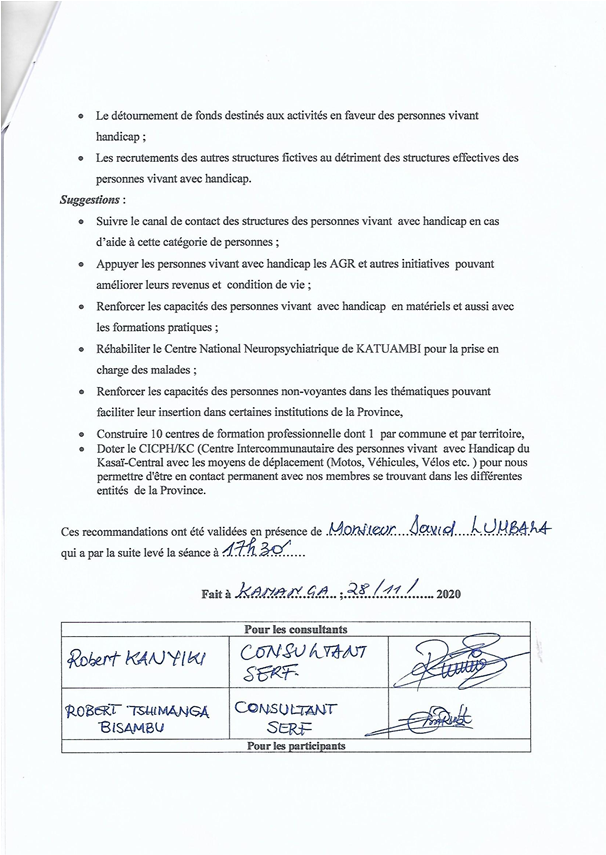 • Le détournement de fonds destinés aux activités en faveur des personnes vivant
handicap ;
• Les recrutements des autres structures fictives au détriment des structures effectives des
personnes vivant avec handicap.
Suggestions :
• Suivre le canal de contact des structures des personnes vivant avec handicap en cas
d'aide à cette catégorie de personnes ;
• Appuyer les personnes vivant avec handicap les AGR et autres initiatives pouvant
améliorer leurs revenus et condition de vie ;
• Renforcer les capacités des personnes vivant avec handicap en matériels et aussi avec
les formations pratiques ;
• Réhabiliter le Centre National Neuropsychiatrique de KATUAMBI pour la prise en
charge des malades ;
• Renforcer les capacités des personnes non-voyantes dans les thématiques pouvant
faciliter leur insertion dans certaines institutions de la Province,
• Construire 10 centres de formation professionnelle dont 1 par commune et par territoire,
• Doter le CICPH/KC (Centre Intercommunautaire des personnes vivant avec Handicap du
Kasaï-Central avec les moyens de déplacement (Motos, Véhicules, Vélos etc. ) pour nous
permettre d'être en contact permanent avec nos membres se trouvant dans les différentes
entités de la Province.
Ces recommandations ont été validées en présence de Monsieur David LUMBALA
qui a par la suite levé la séance à 17h30......
Fait à KANANGA ; 28/11/ 2020
Pour les consultants
Robert KANYIKI CONSULTANT
SERF.
ROBERT TSHIMANGA CONSULTANT
BISAMBU SERF
Pour les participants